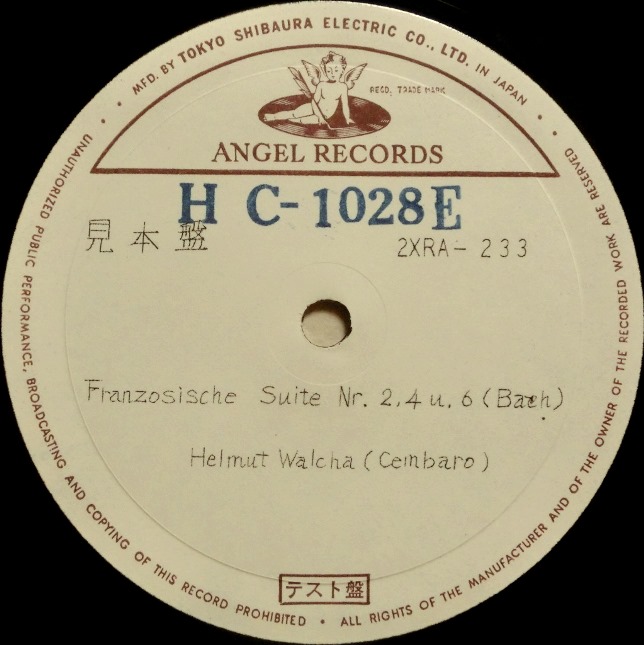 MFD. BY TOKYO SHIBAURA ELECTRIC CO., LTD. IN JAPAN
REGD. TRADE MARK
ANGEL RECORDS
H C-1028E
見本盤
2XRA-233
Franzosische Suite Nr. 2.4 u. 6 (Bach)
Helmut Walcha (Cembaro)
テスト盤
UNAUTHORIZED PUBLIC PERFORMANCE, BROADCASTING AND COPYING OF THIS RECORD PROHIBITED • ALL RIGHTS OF THE MANUFACTURER AND OF THE OWNER OF THE RECORDED WORK ARE RESERVED